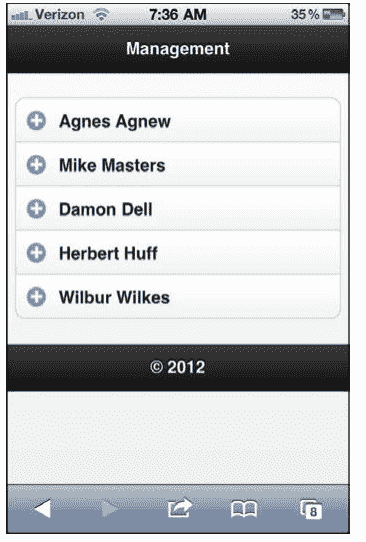 Verizon 7:36 AM 35%
Management
Agnes Agnew
Mike Masters
Damon Dell
Herbert Huff
Wilbur Wilkes
© 2012
8